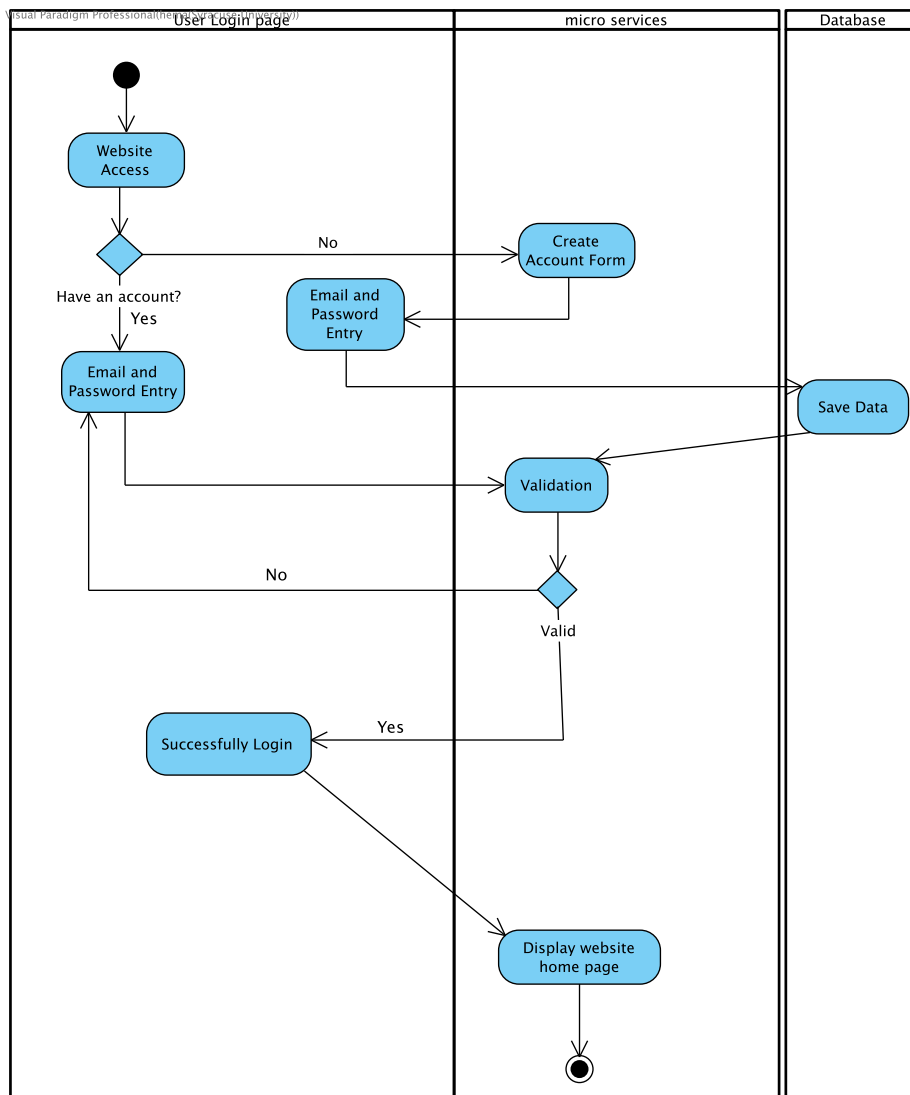 Visual Paradigm Professional(hema(Syracuse University))
User Login page
micro services
Database
Website
Access
No
Create
Account Form
Have an account?
Email and
Password
Entry
Yes
Email and
Password Entry
Save Data
Validation
No
Valid
Yes
Successfully Login
Display website
home page